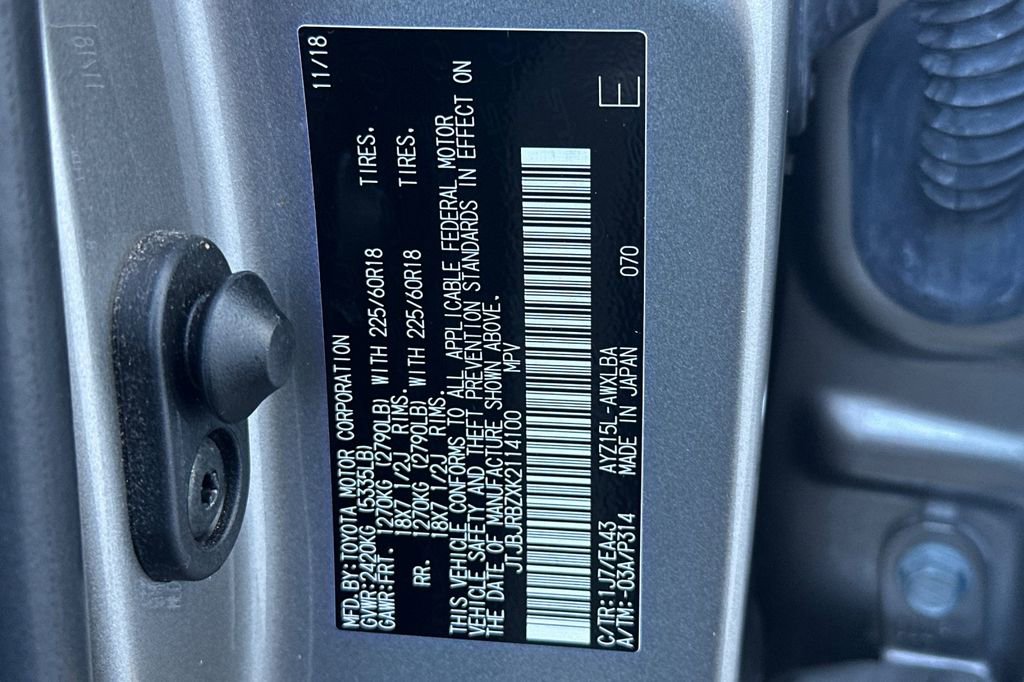 MFD.BY:TOYOTA MOTOR CORPORATION 11/18
GVWR:2420KG (5335LB)
GAWR:FRT. 1270KG (2790LB) WITH 225/60R18 TIRES.
18X7 1/2J RIMS.
RR. 1270KG (2790LB) WITH 225/60R18 TIRES.
18X7 1/2J RIMS.
THIS VEHICLE CONFORMS TO ALL APPLICABLE FEDERAL MOTOR
VEHICLE SAFETY AND THEFT PREVENTION STANDARDS IN EFFECT ON
THE DATE OF MANUFACTURE SHOWN ABOVE.
JTJBJRBZXK2114100 MPV
C/TR:1J7/EA43 AYZ15L-AWXLBA 070 E
A/TM:-03A/P314 MADE IN JAPAN